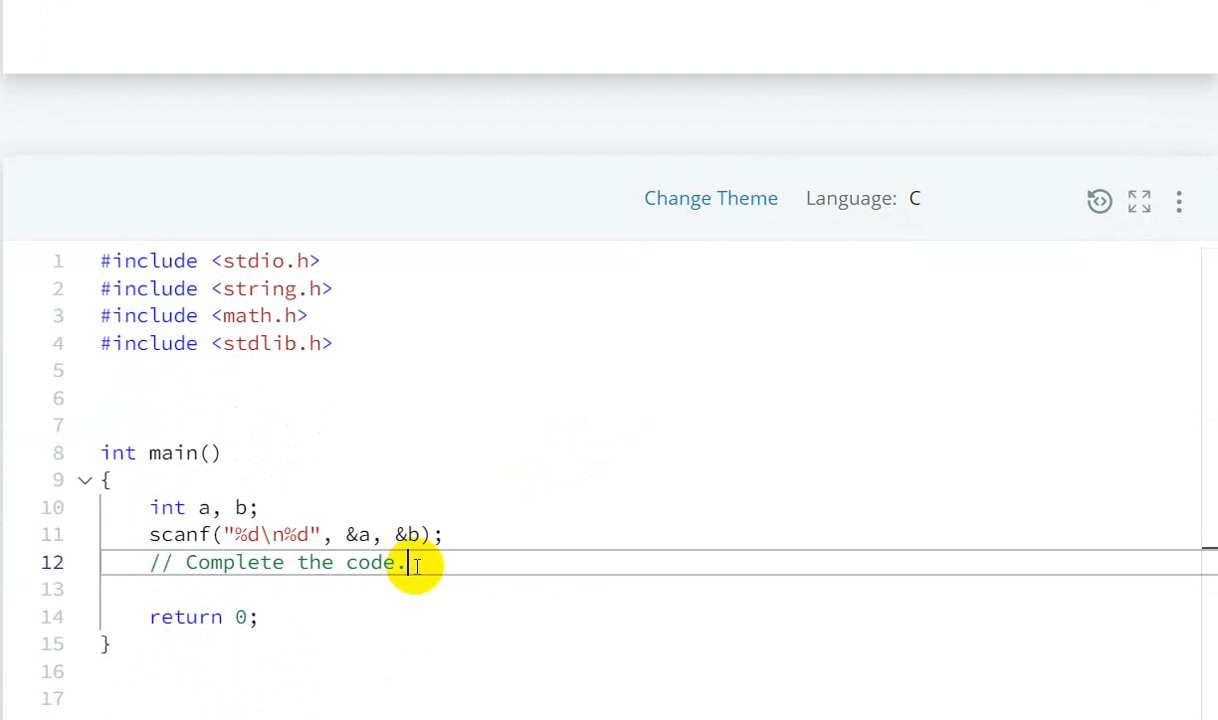 Change Theme Language: C
1 #include <stdio.h>
2 #include <string.h>
3 #include <math.h>
4 #include <stdlib.h>
5
6
7
8 int main()
9 {
10 int a, b;
11 scanf("%d\n%d", &a, &b);
12 // Complete the code.
13
14 return 0;
15 }
16
17